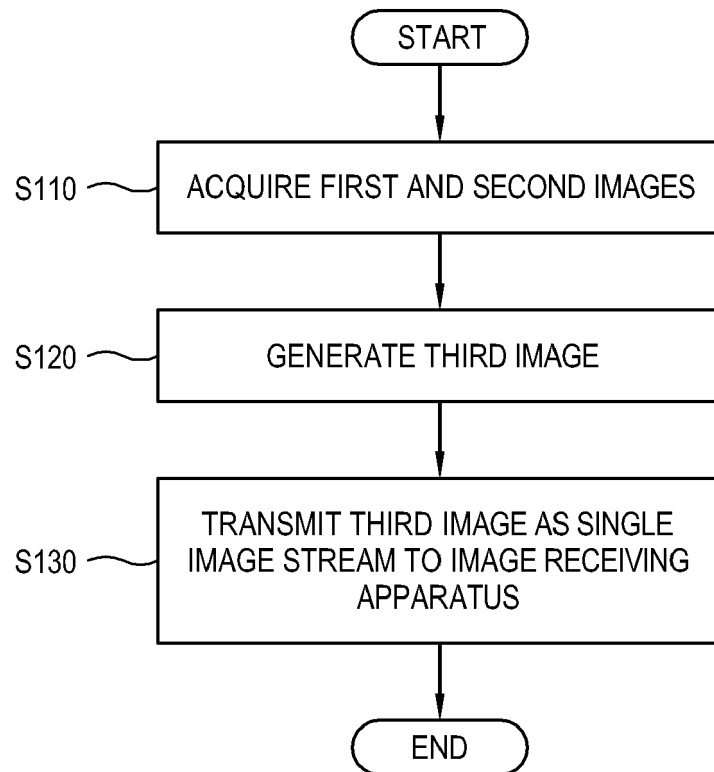 START
S110
ACQUIRE FIRST AND SECOND IMAGES
S120
GENERATE THIRD IMAGE
S130
TRANSMIT THIRD IMAGE AS SINGLE
IMAGE STREAM TO IMAGE RECEIVING
APPARATUS
END